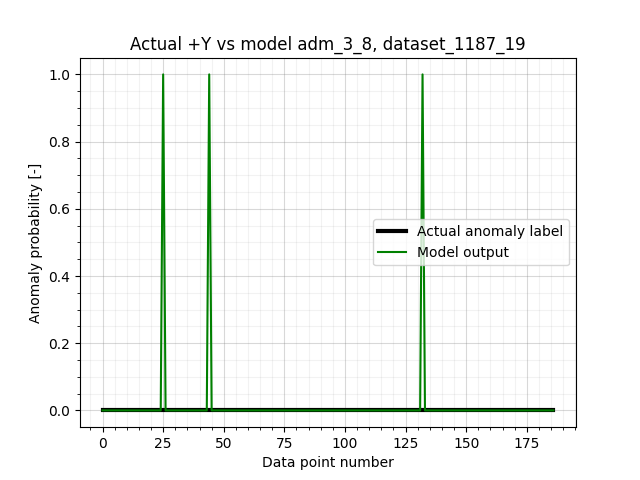 Actual +Y vs model adm_3_8, dataset_1187_19
1.0
0.8
0.6
0.4
0.2
0.0
Anomaly probability [-]
Actual anomaly label
Model output
0 25 50 75 100 125 150 175
Data point number